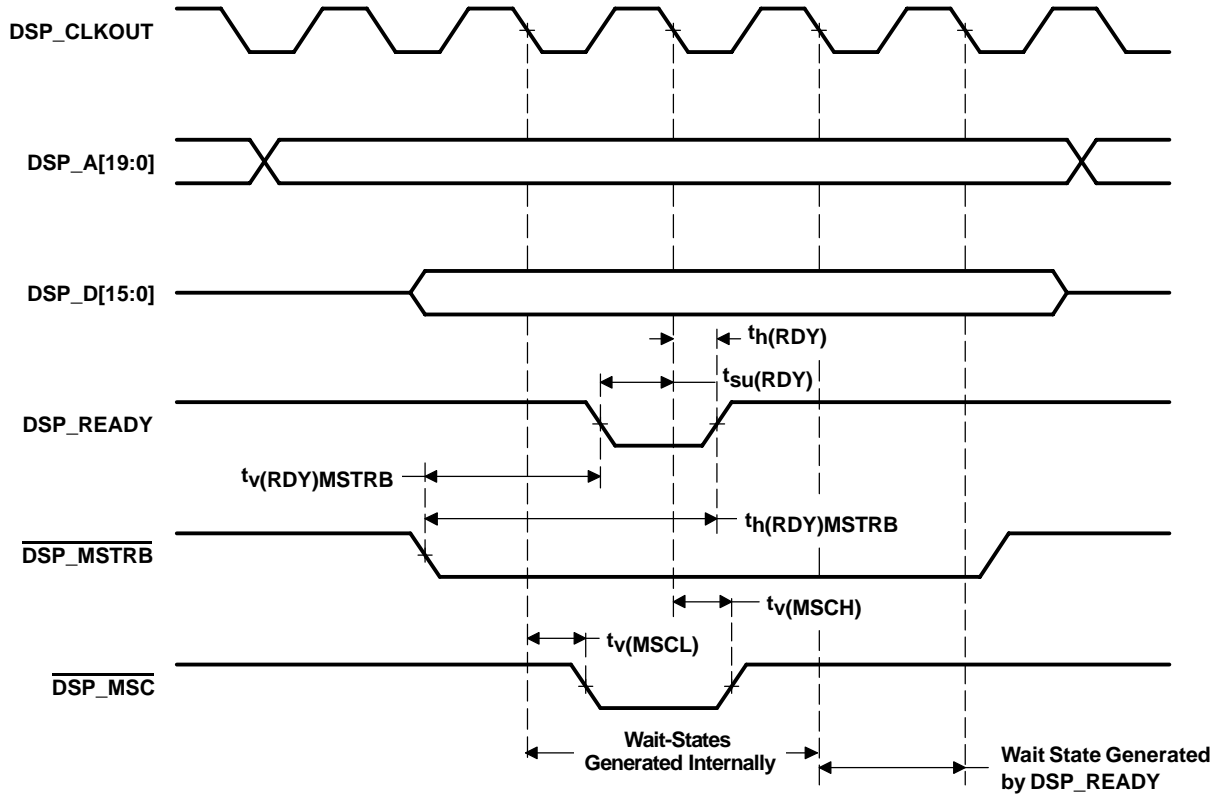 DSP_CLKOUT
DSP_A[19:0]
DSP_D[15:0]
th(RDY)
tsu(RDY)
DSP_READY
tv(RDY)MSTRB
th(RDY)MSTRB
DSP_MSTRB
tv(MSCH)
tv(MSCL)
DSP_MSC
Wait-States
Generated Internally
Wait State Generated
by DSP_READY